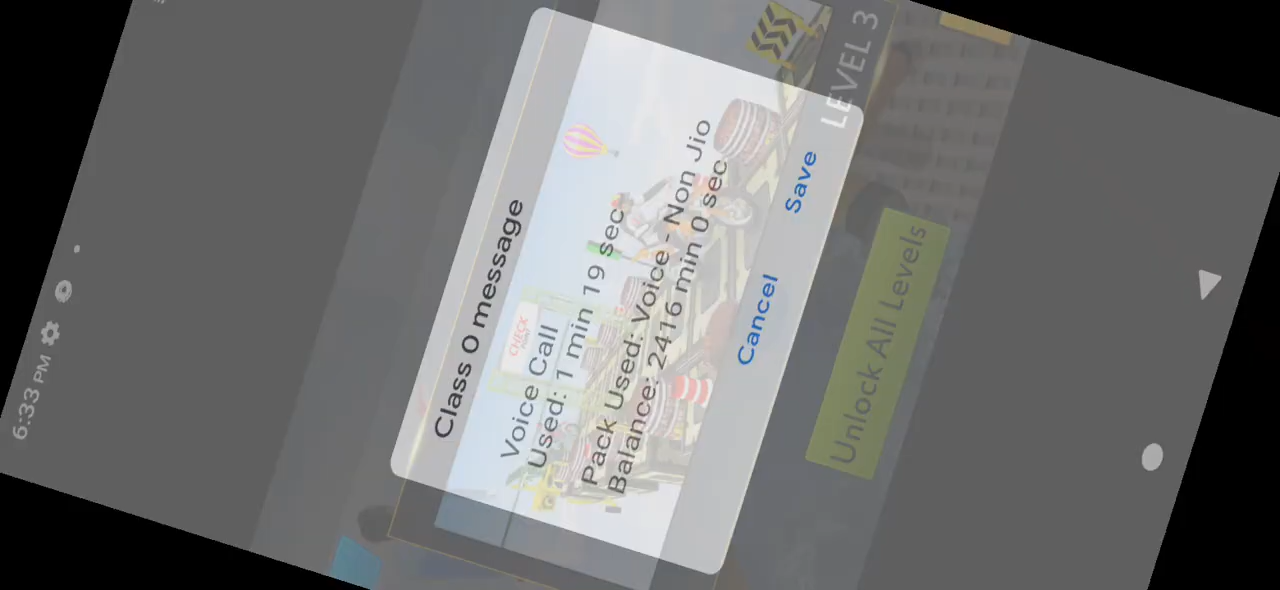 6:33 PM
Class 0 message
Voice Call
Used: 1 min 19 sec
Pack Used: Voice - Non Jio
Balance: 2416 min 0 sec
Cancel Save
CHECK
LEVEL 3
Unlock All Levels